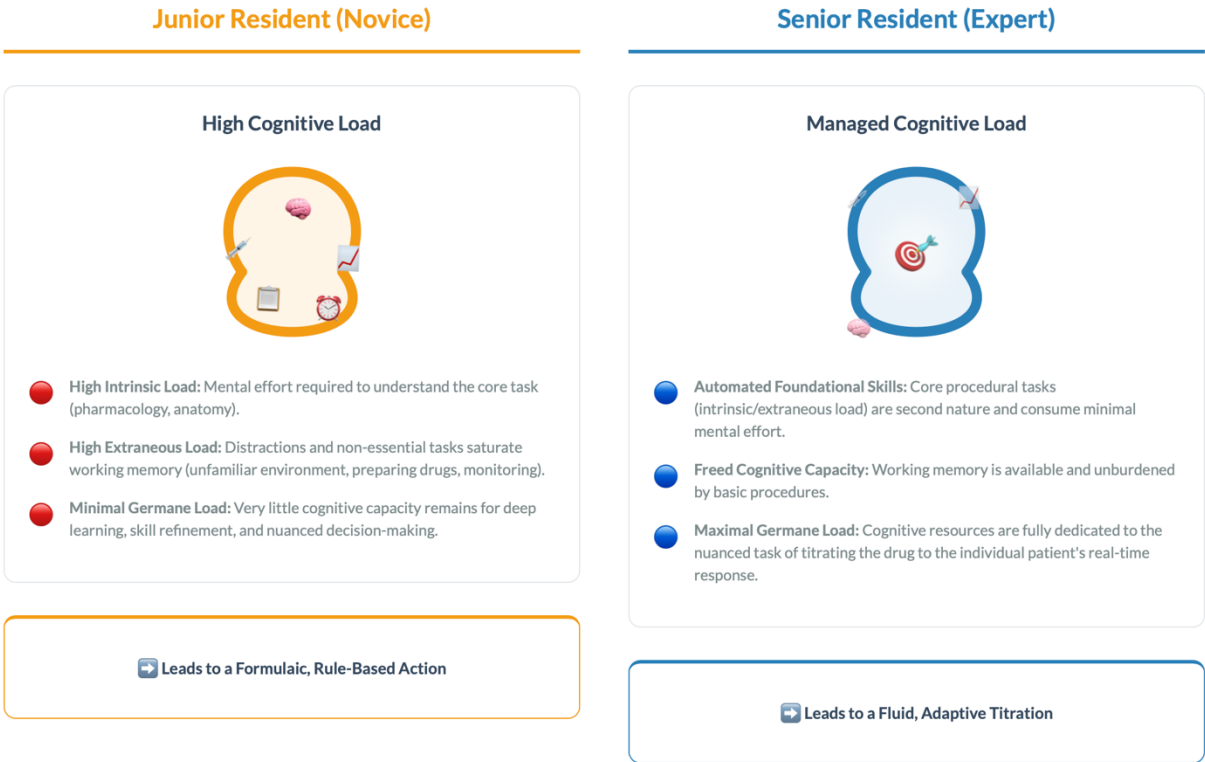 Junior Resident (Novice)
High Cognitive Load
High Intrinsic Load: Mental effort required to understand the core task
(pharmacology, anatomy).
High Extraneous Load: Distractions and non-essential tasks saturate
working memory (unfamiliar environment, preparing drugs, monitoring).
Minimal Germane Load: Very little cognitive capacity remains for deep
learning, skill refinement, and nuanced decision-making.
Leads to a Formulaic, Rule-Based Action
Senior Resident (Expert)
Managed Cognitive Load
Automated Foundational Skills: Core procedural tasks
(intrinsic/extraneous load) are second nature and consume minimal
mental effort.
Freed Cognitive Capacity: Working memory is available and unburdened
by basic procedures.
Maximal Germane Load: Cognitive resources are fully dedicated to the
nuanced task of titrating the drug to the individual patient's real-time
response.
Leads to a Fluid, Adaptive Titration